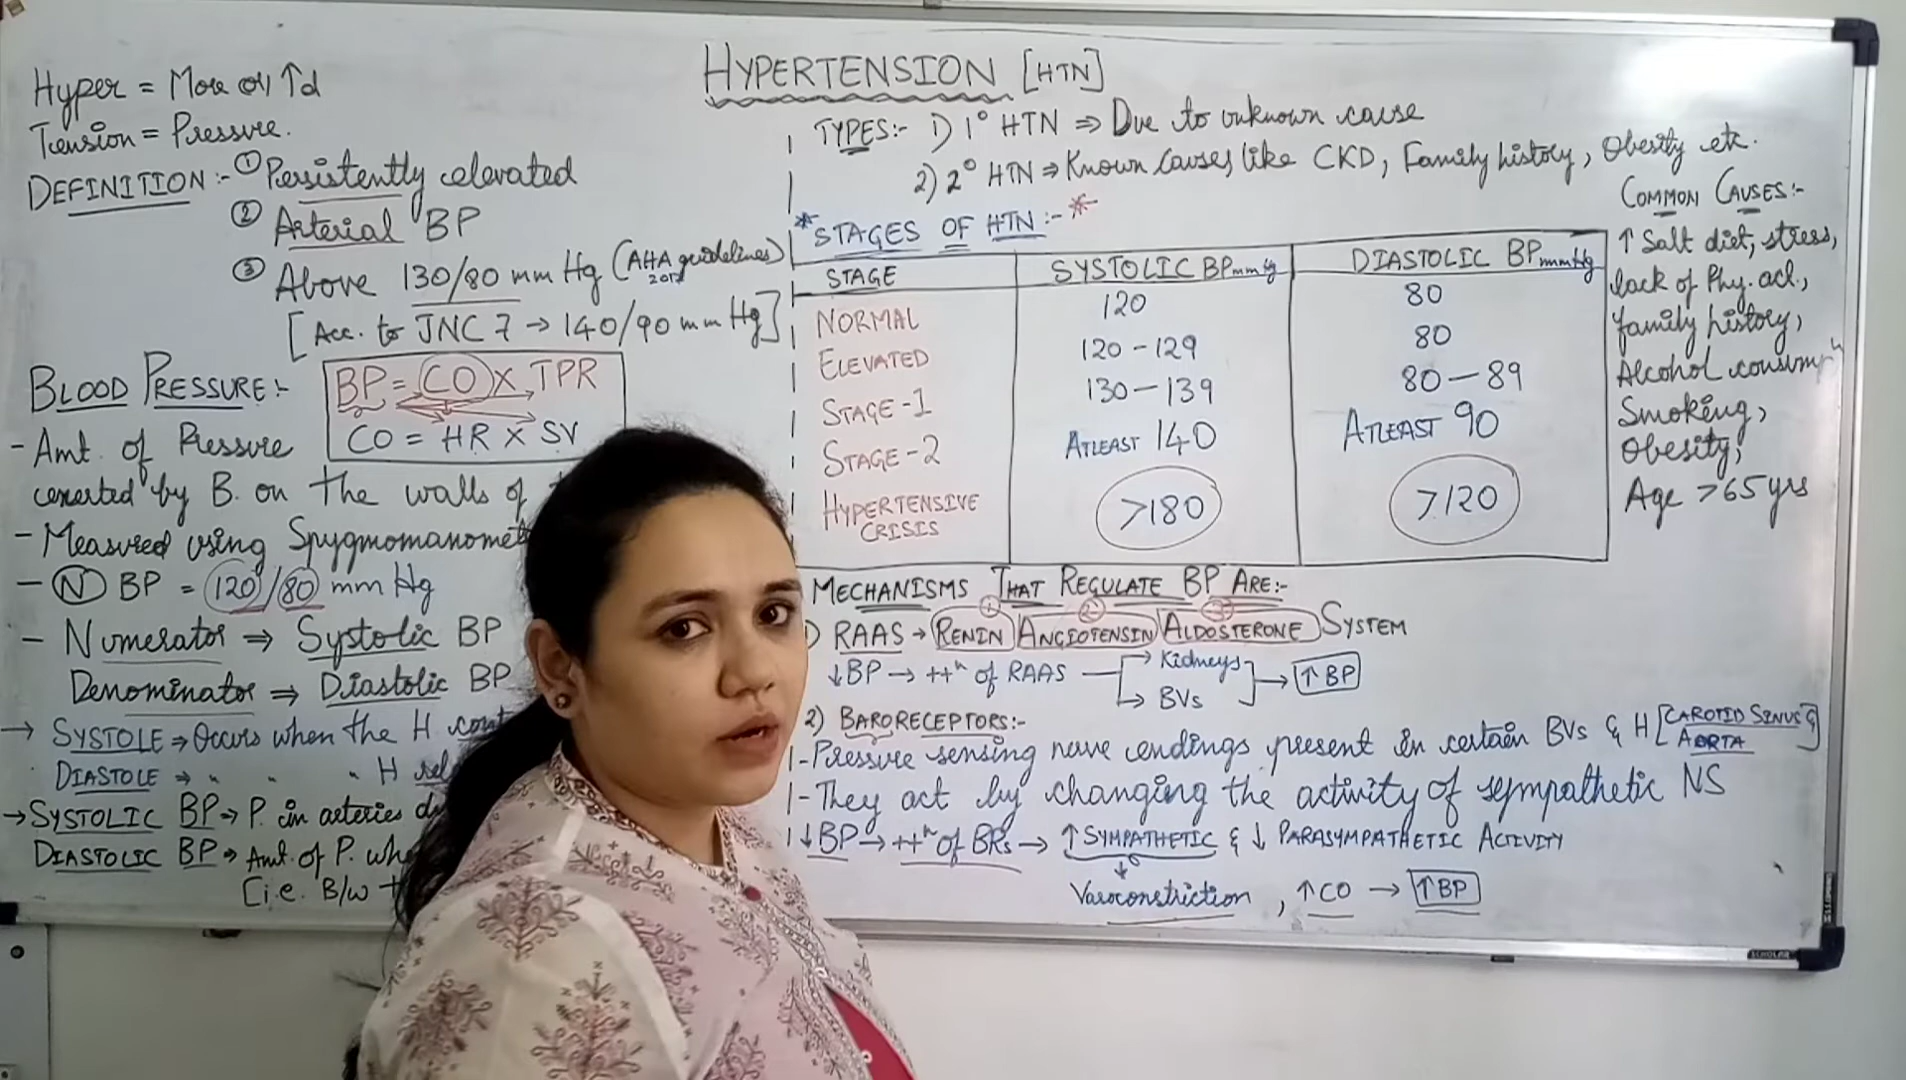 HYPERTENSION [HTN]
Hyper = More or ↑d
Tension = Pressure.
DEFINITION :- ① Persistently elevated
② Arterial BP
③ Above 130/80 mm Hg (AHA guidelines)
2017
[Acc. to JNC 7 → 140/90 mm Hg]
BLOOD PRESSURE :-
BP = CO X TPR
CO = HR X SV
- Amt. of Pressure
exerted by B. on the walls of
- Measured using Spygmomanomet
- Ⓝ BP = 120/80 mm Hg
- Numerator ⇒ Systolic BP
Denominator ⇒ Diastolic BP
→ SYSTOLE ⇒ Occurs when the H. cont
DIASTOLE ⇒ " " " H rel
→ SYSTOLIC BP → P. in arteries d
DIASTOLIC BP → Amt. of P. whe
[i.e. B/w t
TYPES:- 1) 1° HTN ⇒ Due to unknown cause
2) 2° HTN ⇒ Known Causes, like CKD, Family history, Obesity etc.
*STAGES OF HTN :- *
STAGE SYSTOLIC BP mmHg DIASTOLIC BP mmHg
NORMAL 120 80
ELEVATED 120 - 129 80
STAGE-1 130 - 139 80 - 89
STAGE-2 ATLEAST 140 ATLEAST 90
HYPERTENSIVE >180 >120
CRISIS
COMMON CAUSES:-
↑ Salt diet, stress,
lack of Phy. act.,
family history,
Alcohol consump
Smoking,
Obesity,
Age >65 yrs
MECHANISMS THAT REGULATE BP ARE:-
① ② ③
) RAAS → RENIN ANGIOTENSIN ALDOSTERONE SYSTEM
↓BP → ++ⁿ of RAAS → Kidneys → ↑BP
→ BVs
2) BARORECEPTORS:-
- Pressure sensing nerve endings present in certain BVs & H [CAROTID SINUS &
AORTA]
- They act by changing the activity of sympathetic NS
↓BP → ++ⁿ of BRs → ↑ SYMPATHETIC & ↓ PARASYMPATHETIC ACTIVITY
↓
Vasoconstriction, ↑CO → ↑BP